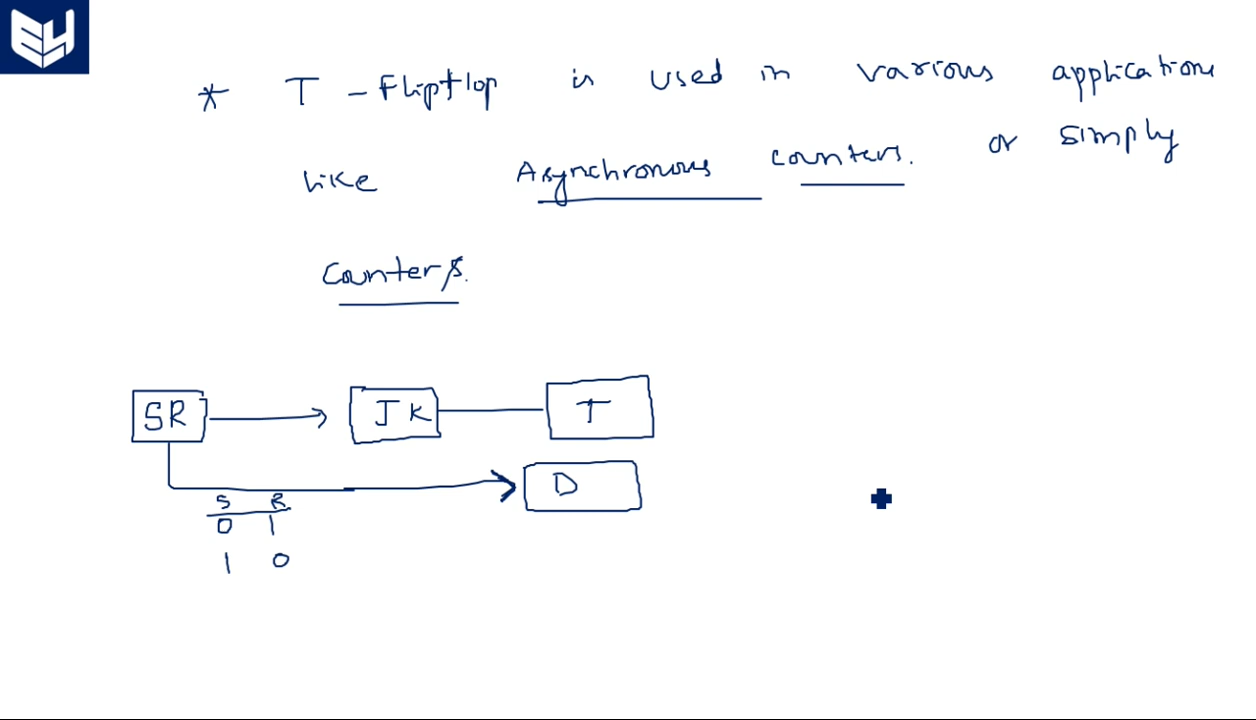 * T - Flipflop is used in various applications
like Asynchronous counters. or simply
counters.
SR JK T
D
S R
0 1
1 0